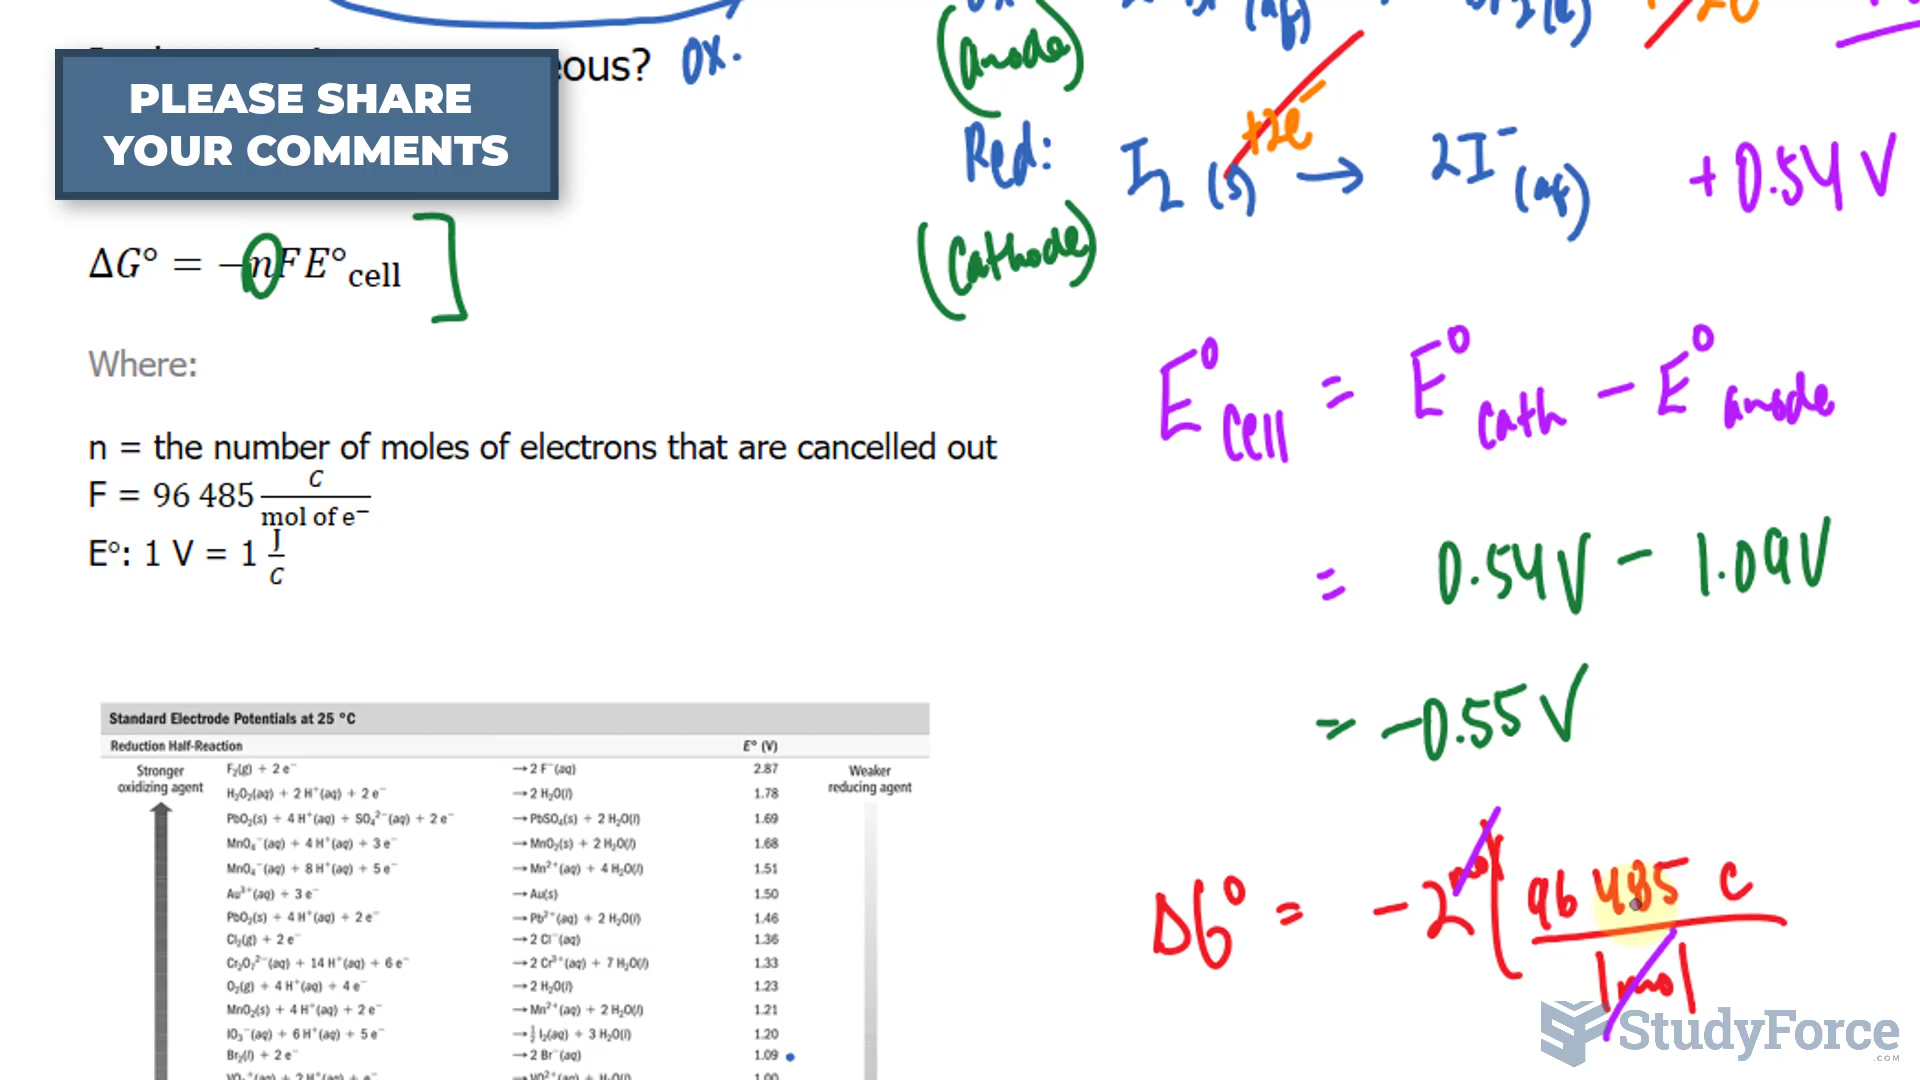 eous? ox.
PLEASE SHARE
YOUR COMMENTS
(anode)
(aq)
Red: I₂ (s) +2e⁻ → 2I⁻ (aq) +0.54 V
(Cathode)
ΔG° = −nFE°cell
Where:
n = the number of moles of electrons that are cancelled out
F = 96 485 C/mol of e⁻
E°: 1 V = 1 J/C
E°cell = E°cath − E°anode
= 0.54V − 1.09V
= -0.55 V
ΔG° = -2 mol (96 485 C / 1 mol
Standard Electrode Potentials at 25 °C
Reduction Half-Reaction E° (V)
Stronger oxidizing agent
Weaker reducing agent
F₂(g) + 2 e⁻ → 2 F⁻(aq) 2.87
H₂O₂(aq) + 2 H⁺(aq) + 2 e⁻ → 2 H₂O(l) 1.78
PbO₂(s) + 4 H⁺(aq) + SO₄²⁻(aq) + 2 e⁻ → PbSO₄(s) + 2 H₂O(l) 1.69
MnO₄⁻(aq) + 4 H⁺(aq) + 3 e⁻ → MnO₂(s) + 2 H₂O(l) 1.68
MnO₄⁻(aq) + 8 H⁺(aq) + 5 e⁻ → Mn²⁺(aq) + 4 H₂O(l) 1.51
Au³⁺(aq) + 3 e⁻ → Au(s) 1.50
PbO₂(s) + 4 H⁺(aq) + 2 e⁻ → Pb²⁺(aq) + 2 H₂O(l) 1.46
Cl₂(g) + 2 e⁻ → 2 Cl⁻(aq) 1.36
Cr₂O₇²⁻(aq) + 14 H⁺(aq) + 6 e⁻ → 2 Cr³⁺(aq) + 7 H₂O(l) 1.33
O₂(g) + 4 H⁺(aq) + 4 e⁻ → 2 H₂O(l) 1.23
MnO₂(s) + 4 H⁺(aq) + 2 e⁻ → Mn²⁺(aq) + 2 H₂O(l) 1.21
IO₃⁻(aq) + 6 H⁺(aq) + 5 e⁻ → ½ I₂(aq) + 3 H₂O(l) 1.20
Br₂(l) + 2 e⁻ → 2 Br⁻(aq) 1.09
StudyForce
.COM